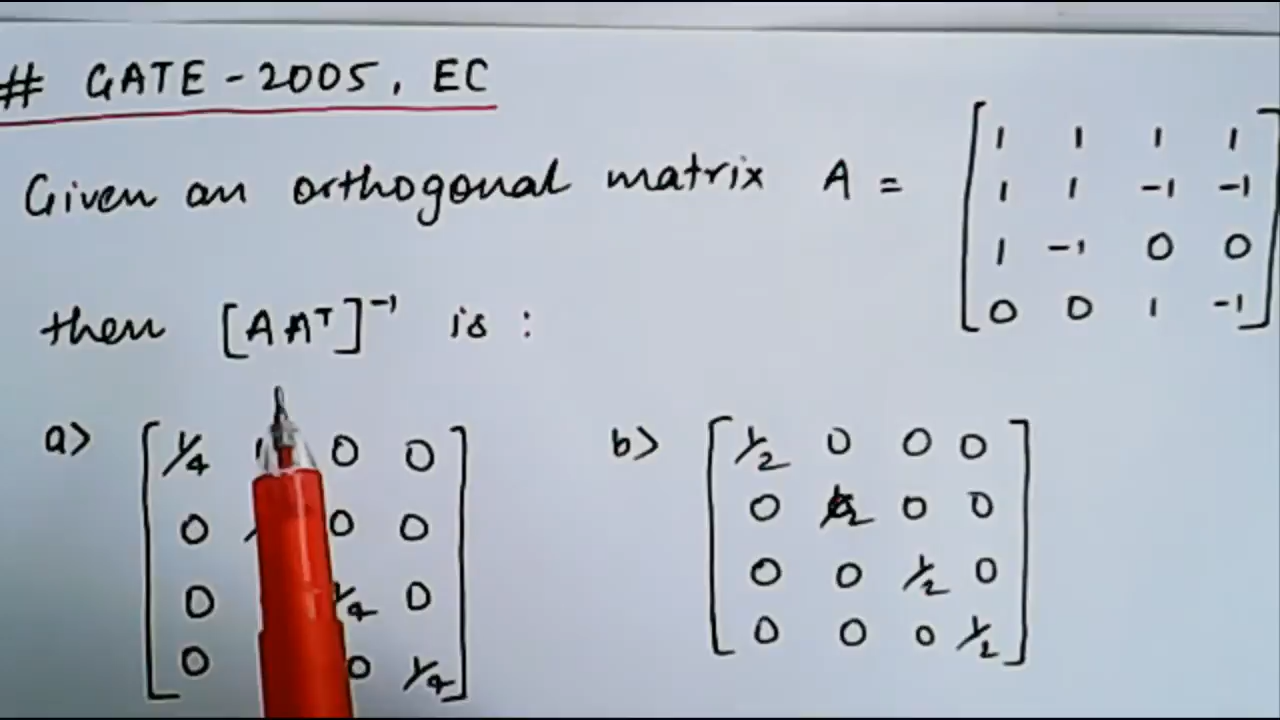 # GATE - 2005, EC
Given an orthogonal matrix A = [1 1 1 1
1 1 -1 -1
1 -1 0 0
0 0 1 -1]
then [A Aᵀ]⁻¹ is :
a) [1/4 0 0
0 0 0
0 1/4 0
0 0 1/4]
b) [1/2 0 0 0
0 1/2 0 0
0 0 1/2 0
0 0 0 1/2]